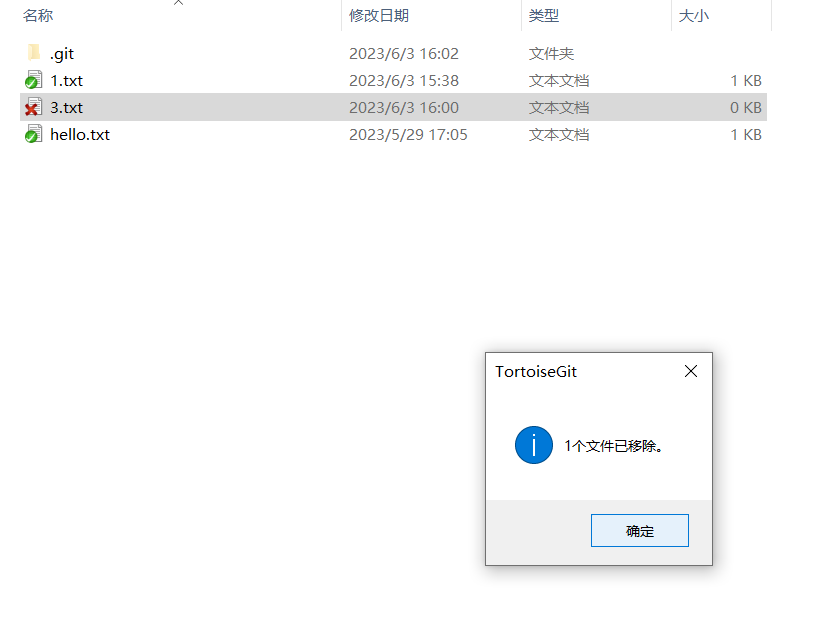 名称 修改日期 类型 大小
.git 2023/6/3 16:02 文件夹
1.txt 2023/6/3 15:38 文本文档 1 KB
3.txt 2023/6/3 16:00 文本文档 0 KB
hello.txt 2023/5/29 17:05 文本文档 1 KB
TortoiseGit
1个文件已移除。
确定